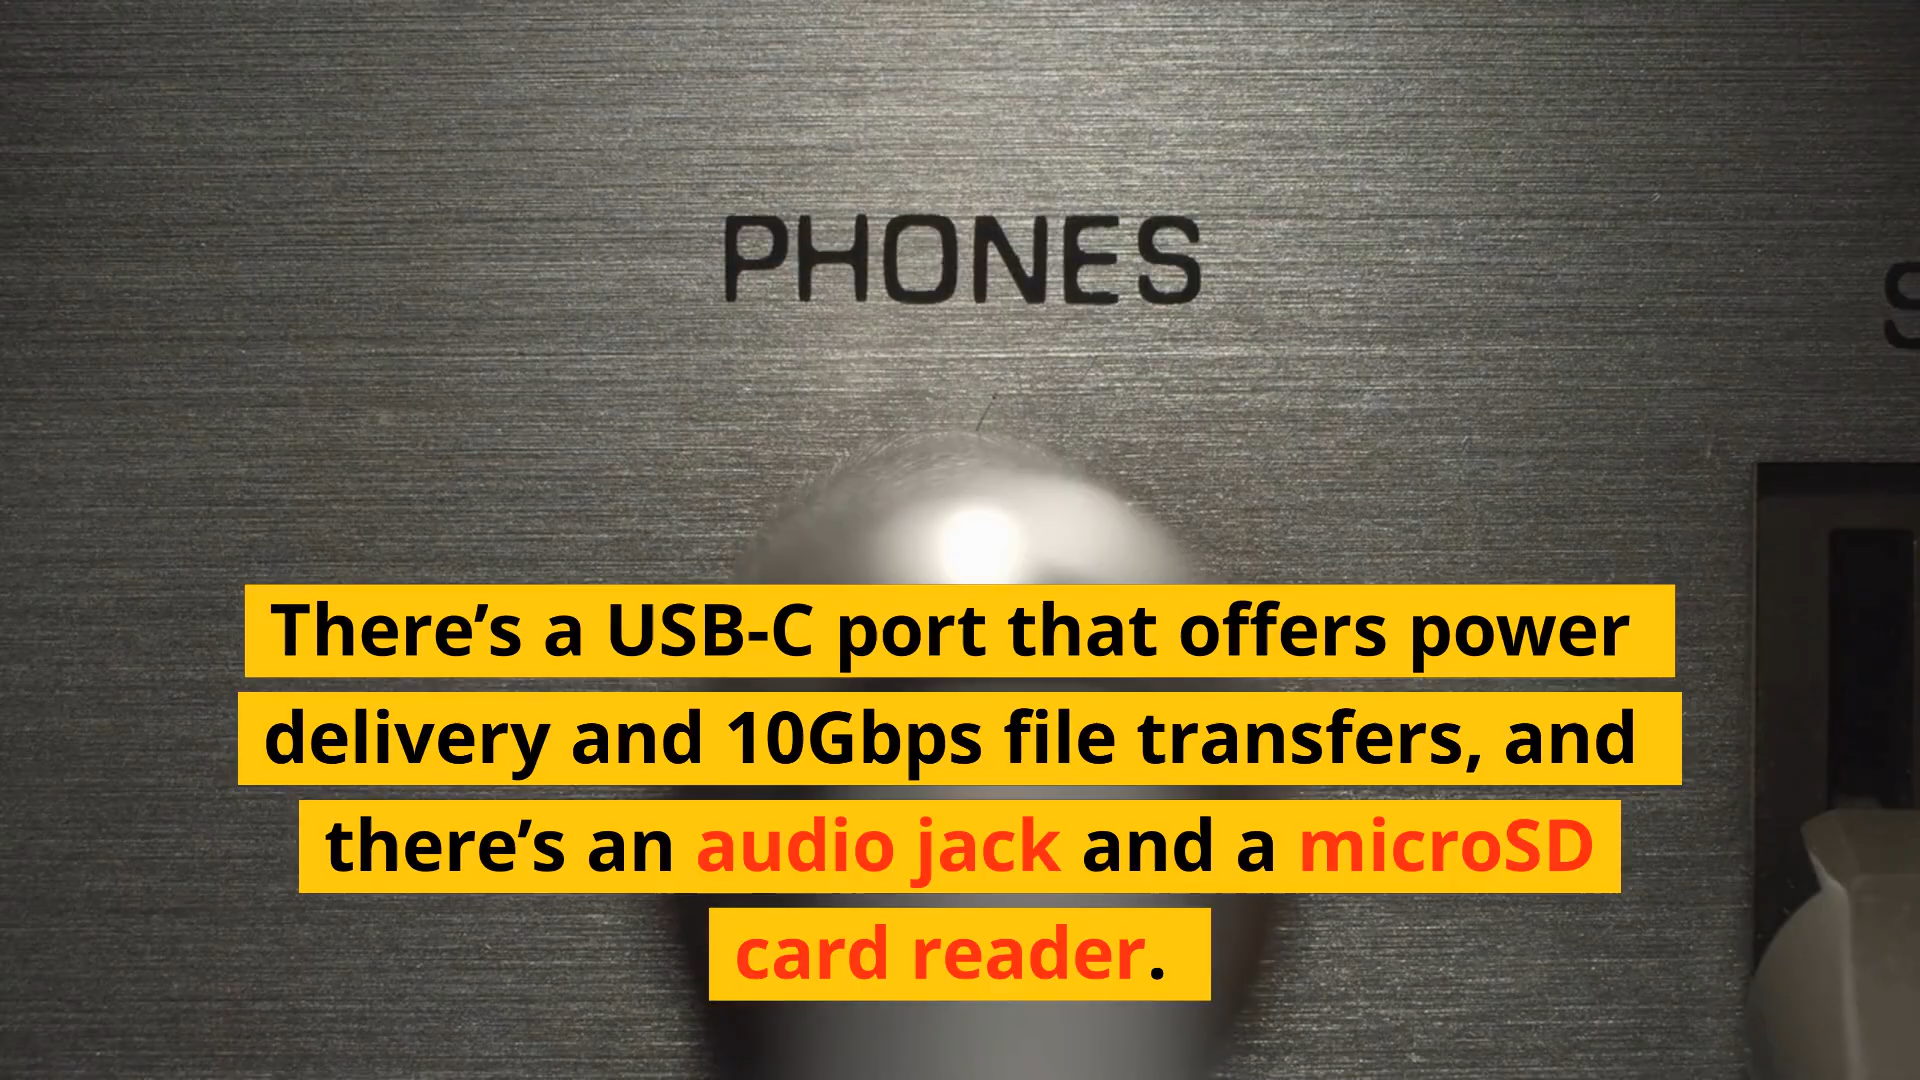 PHONES
S
There’s a USB-C port that offers power
delivery and 10Gbps file transfers, and
there’s an audio jack and a microSD
card reader.